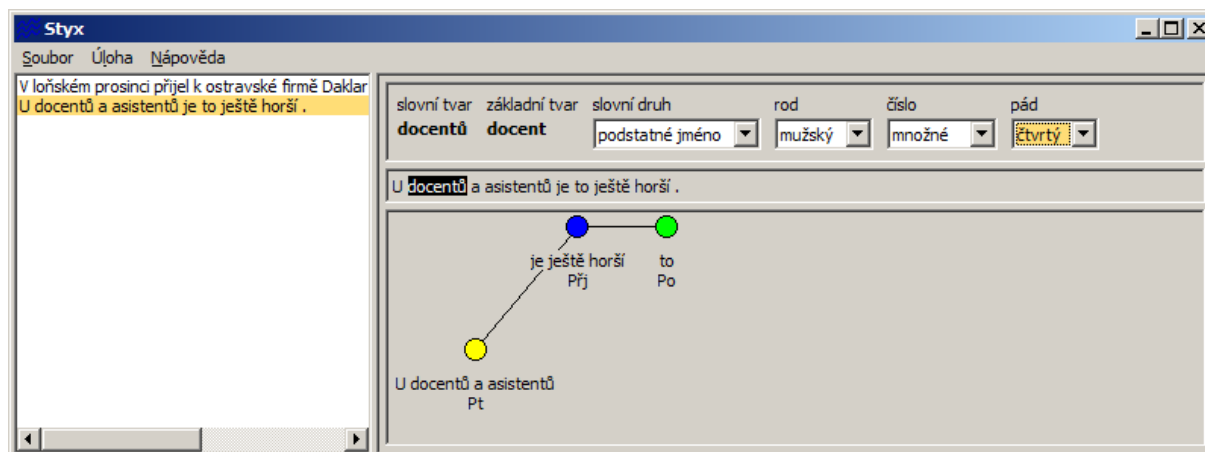 Styx
Soubor Úloha Nápověda
V loňském prosinci přijel k ostravské firmě Daklar
U docentů a asistentů je to ještě horší .
slovní tvar základní tvar slovní druh rod číslo pád
docentů docent podstatné jméno mužský množné čtvrtý
U docentů a asistentů je to ještě horší .
je ještě horší to
Přj Po
U docentů a asistentů
Pt